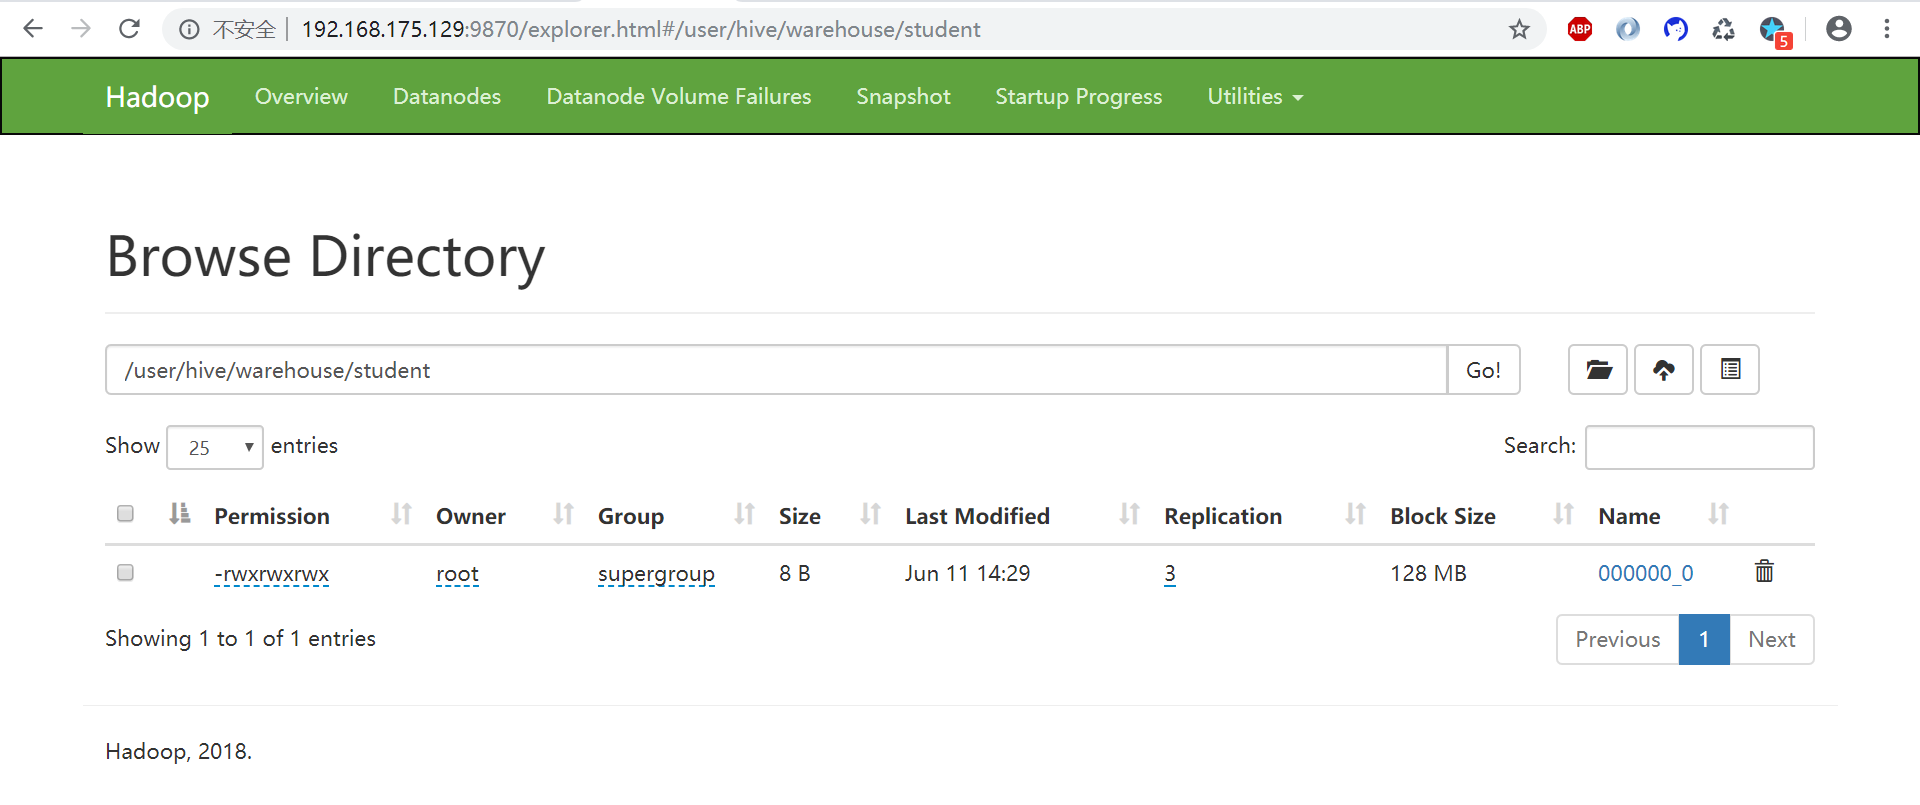 不安全 | 192.168.175.129:9870/explorer.html#/user/hive/warehouse/student
ABP
5
Hadoop Overview Datanodes Datanode Volume Failures Snapshot Startup Progress Utilities
Browse Directory
/user/hive/warehouse/student Go!
Show 25 entries Search:
Permission Owner Group Size Last Modified Replication Block Size Name
-rwxrwxrwx root supergroup 8 B Jun 11 14:29 3 128 MB 000000_0
Showing 1 to 1 of 1 entries Previous 1 Next
Hadoop, 2018.